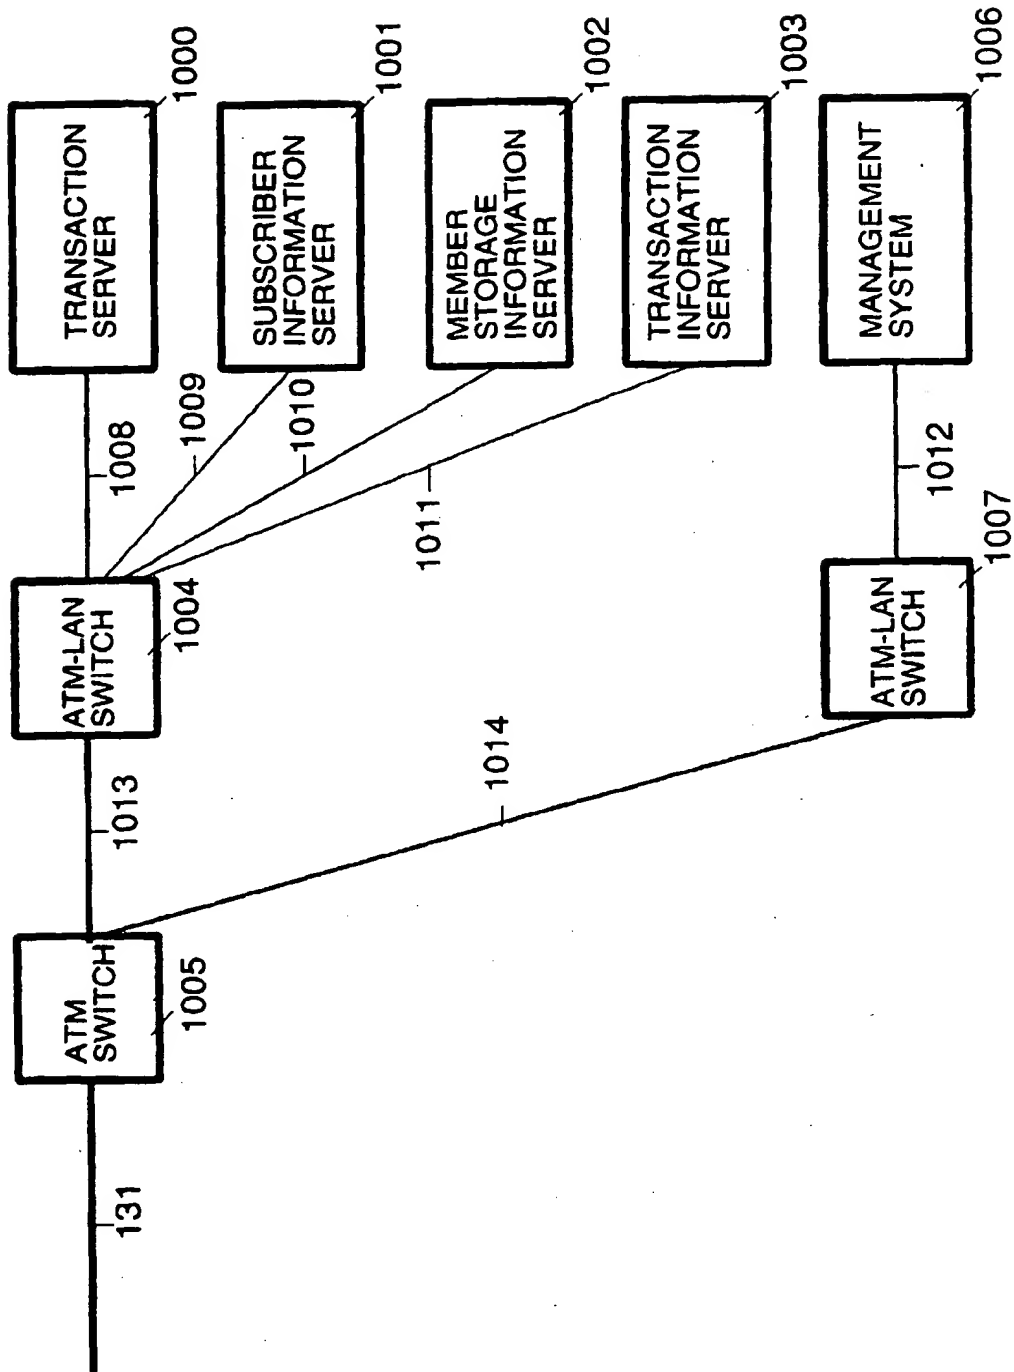 131
ATM
SWITCH
1005
1013
ATM-LAN
SWITCH
1004
1008
TRANSACTION
SERVER
1000
1009
SUBSCRIBER
INFORMATION
SERVER
1001
1010
MEMBER
STORAGE
INFORMATION
SERVER
1002
1011
TRANSACTION
INFORMATION
SERVER
1003
1014
ATM-LAN
SWITCH
1007
1012
MANAGEMENT
SYSTEM
1006